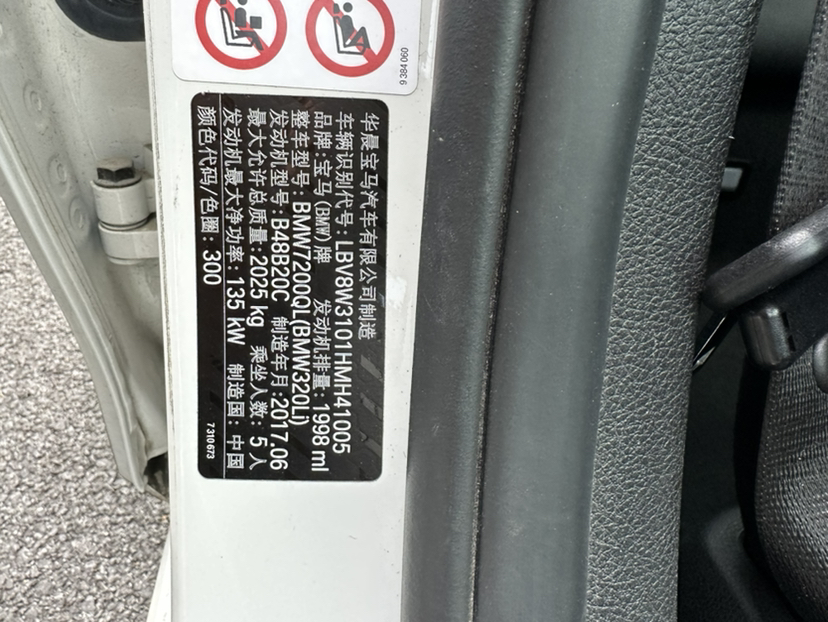 9 384 060
华晨宝马汽车有限公司制造
车辆识别代号: LBV8W3101HMH41005
品牌: 宝马(BMW)牌 发动机排量: 1998 ml
整车型号: BMW7200QL(BMW320Li)
发动机型号: B48B20C 制造年月: 2017.06
最大允许总质量: 2025 kg 乘坐人数: 5人
发动机最大净功率: 135 kW 制造国: 中国
颜色代码/色圈: 300
7 310 673